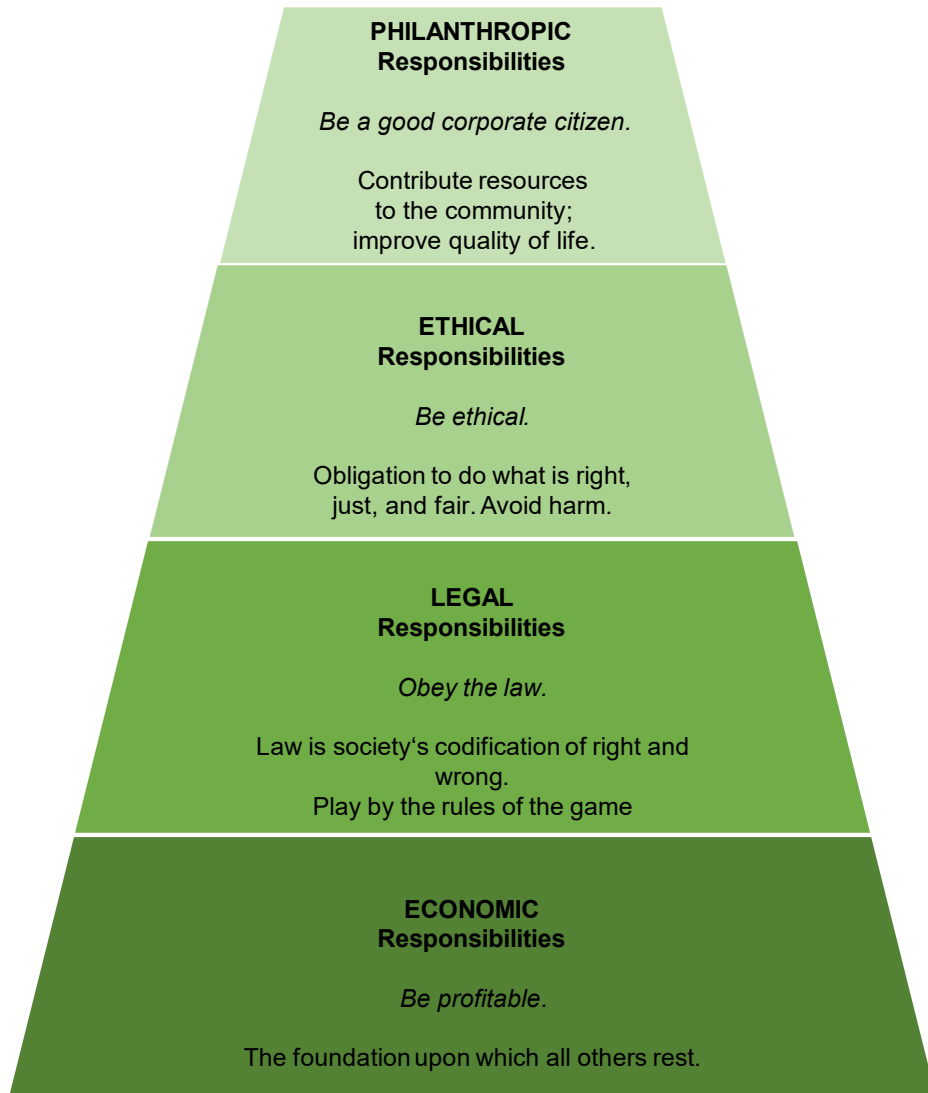 PHILANTHROPIC
Responsibilities
Be a good corporate citizen.
Contribute resources
to the community;
improve quality of life.
ETHICAL
Responsibilities
Be ethical.
Obligation to do what is right,
just, and fair. Avoid harm.
LEGAL
Responsibilities
Obey the law.
Law is society‘s codification of right and
wrong.
Play by the rules of the game
ECONOMIC
Responsibilities
Be profitable.
The foundation upon which all others rest.